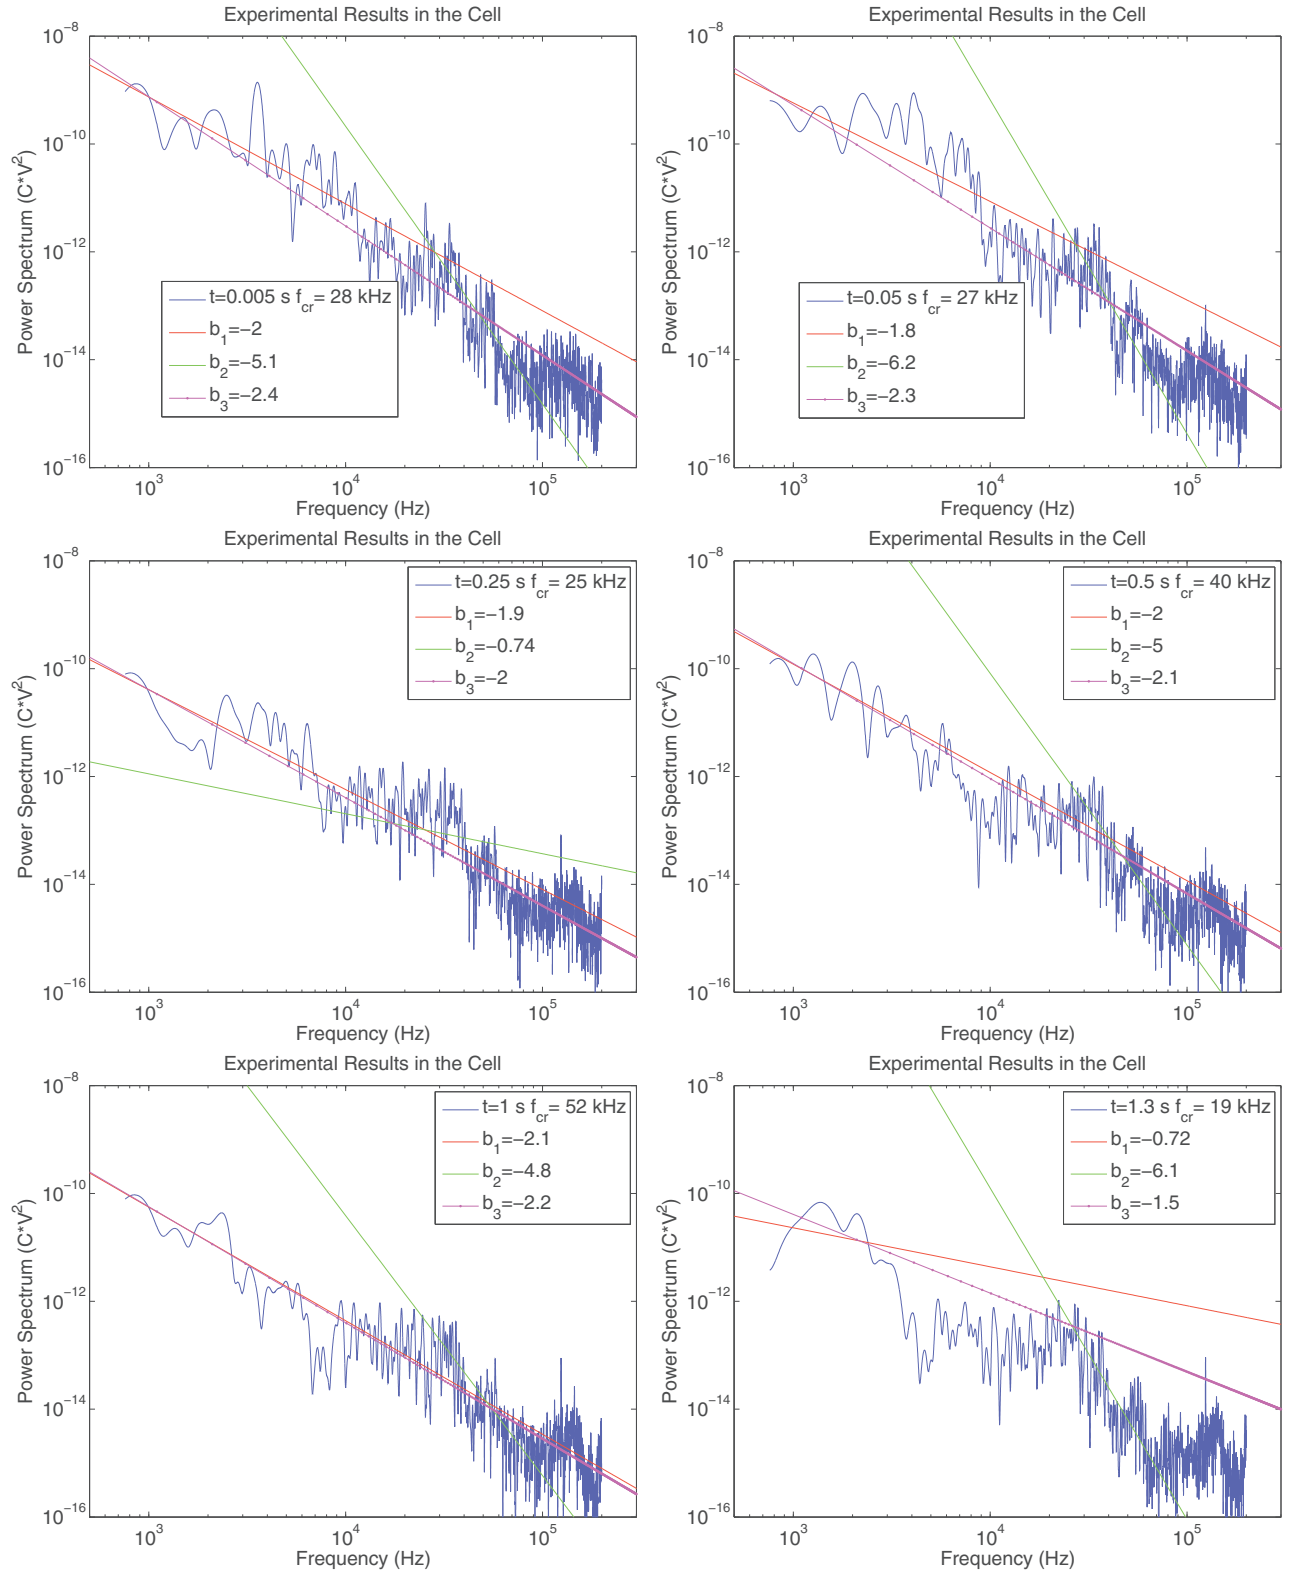 Experimental Results in the Cell
10^-8
10^-10
10^-12
10^-14
10^-16
Power Spectrum (C*V^2)
t=0.005 s f_cr= 28 kHz
b_1=−2
b_2=−5.1
b_3=−2.4
10^3
10^4
10^5
Frequency (Hz)
Experimental Results in the Cell
10^-8
10^-10
10^-12
10^-14
10^-16
Power Spectrum (C*V^2)
t=0.05 s f_cr= 27 kHz
b_1=−1.8
b_2=−6.2
b_3=−2.3
10^3
10^4
10^5
Frequency (Hz)
Experimental Results in the Cell
10^-8
10^-10
10^-12
10^-14
10^-16
Power Spectrum (C*V^2)
t=0.25 s f_cr= 25 kHz
b_1=−1.9
b_2=−0.74
b_3=−2
10^3
10^4
10^5
Frequency (Hz)
Experimental Results in the Cell
10^-8
10^-10
10^-12
10^-14
10^-16
Power Spectrum (C*V^2)
t=0.5 s f_cr= 40 kHz
b_1=−2
b_2=−5
b_3=−2.1
10^3
10^4
10^5
Frequency (Hz)
Experimental Results in the Cell
10^-8
10^-10
10^-12
10^-14
10^-16
Power Spectrum (C*V^2)
t=1 s f_cr= 52 kHz
b_1=−2.1
b_2=−4.8
b_3=−2.2
10^3
10^4
10^5
Frequency (Hz)
Experimental Results in the Cell
10^-8
10^-10
10^-12
10^-14
10^-16
Power Spectrum (C*V^2)
t=1.3 s f_cr= 19 kHz
b_1=−0.72
b_2=−6.1
b_3=−1.5
10^3
10^4
10^5
Frequency (Hz)